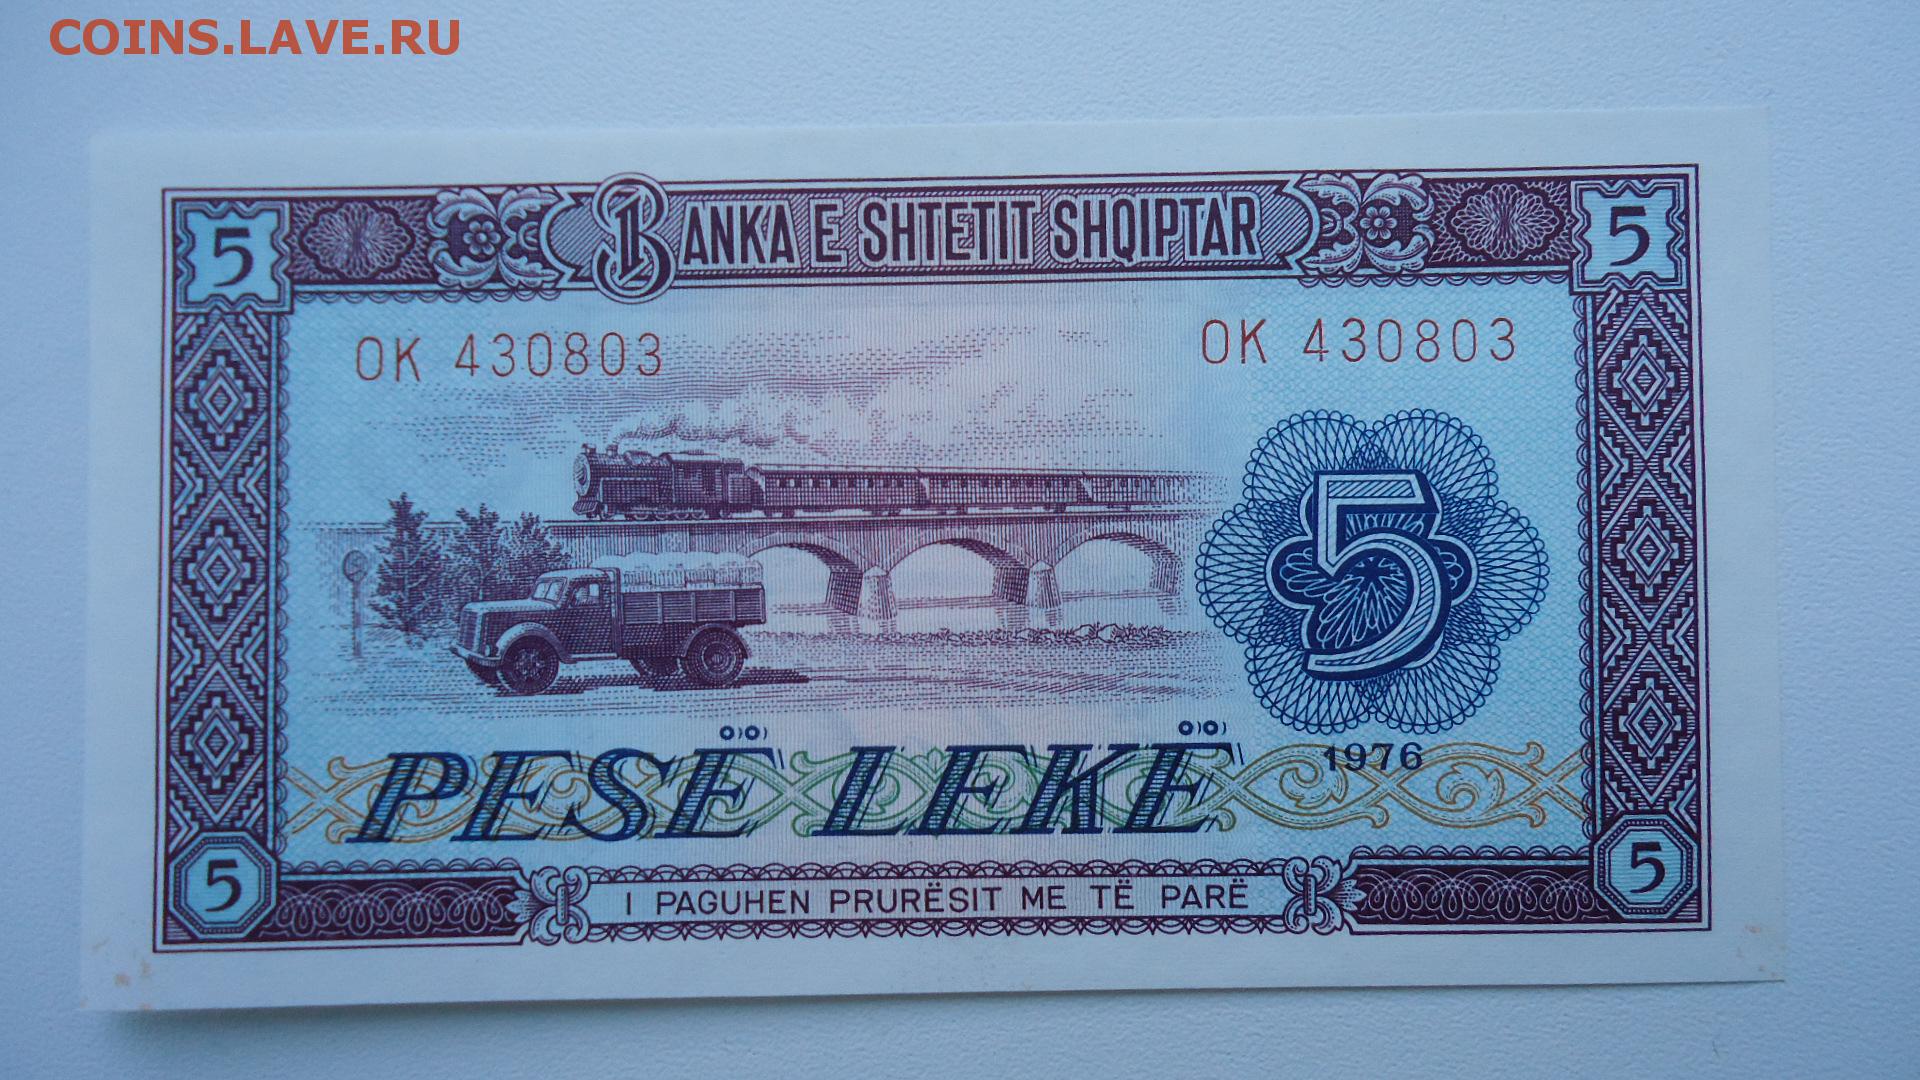 COINS.LAVE.RU
5 BANKA E SHTETIT SHQIPTAR 5
OK 430803 OK 430803
5
PESË LEKË 1976
5 I PAGUHEN PRURËSIT ME TË PARË 5